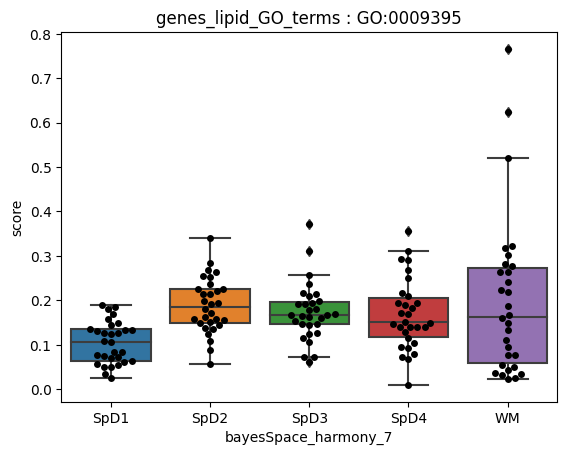 genes_lipid_GO_terms : GO:0009395
0.8
0.7
0.6
0.5
0.4
0.3
0.2
0.1
0.0
score
SpD1 SpD2 SpD3 SpD4 WM
bayesSpace_harmony_7